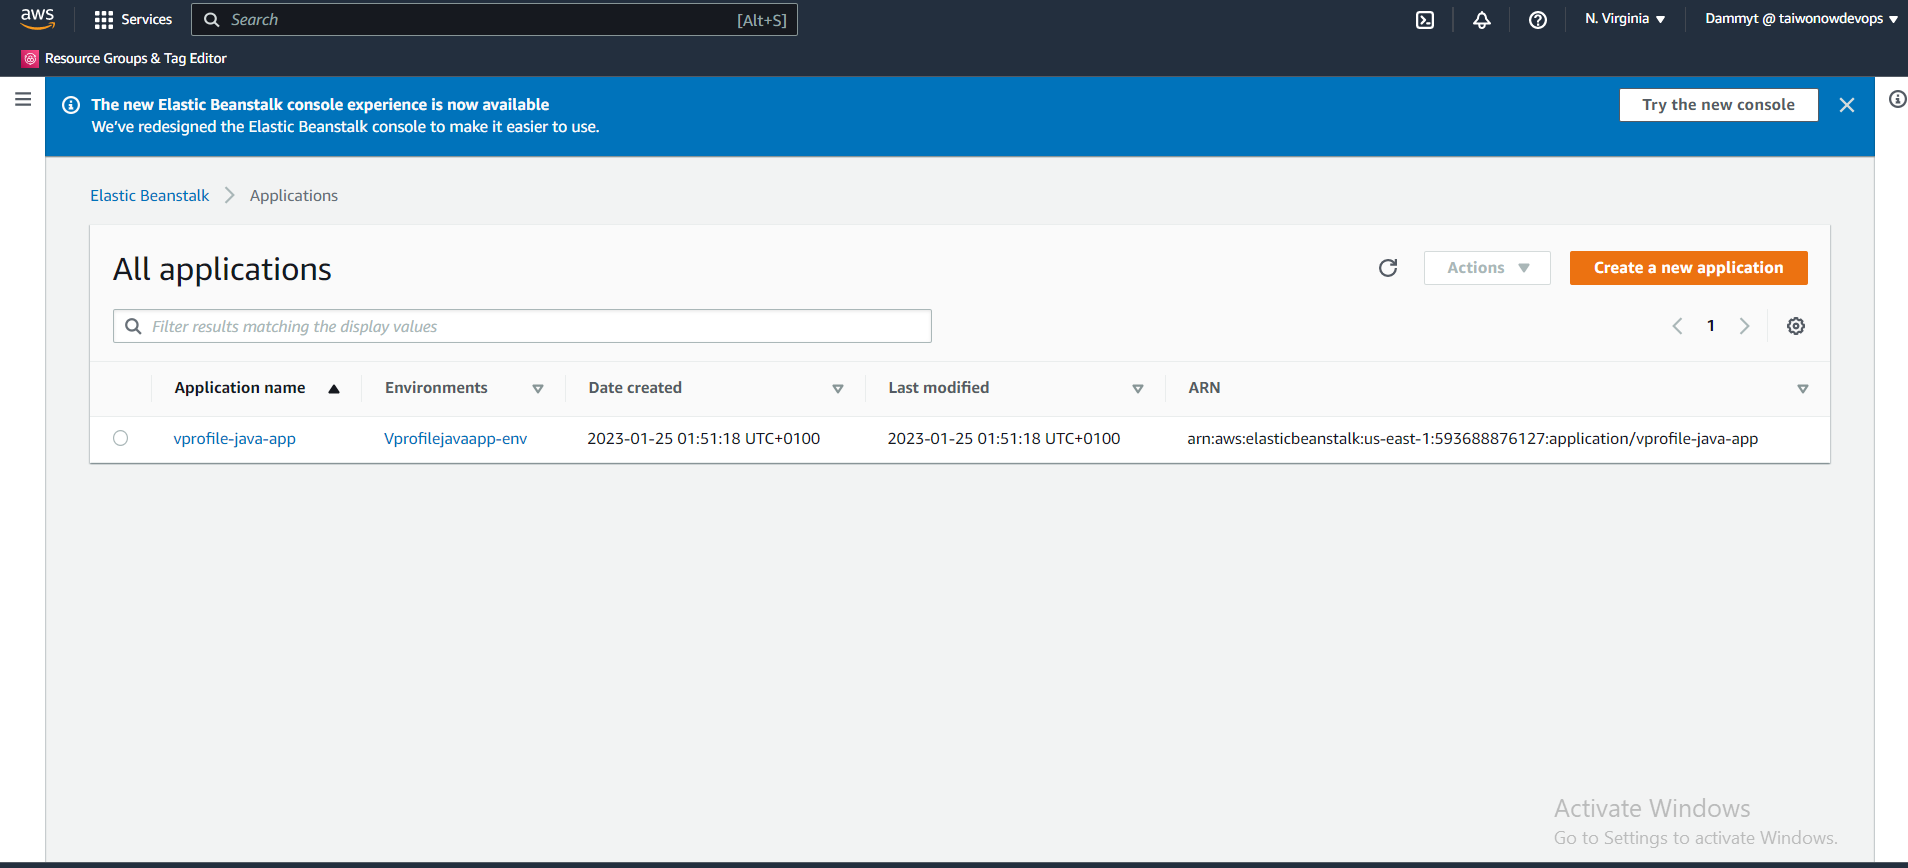 aws Services Search [Alt+S] N. Virginia Dammyt @ taiwonowdevops
Resource Groups & Tag Editor
The new Elastic Beanstalk console experience is now available
We've redesigned the Elastic Beanstalk console to make it easier to use.
Try the new console
Elastic Beanstalk Applications
All applications
Actions Create a new application
Filter results matching the display values
1
Application name Environments Date created Last modified ARN
vprofile-java-app Vprofilejavaapp-env 2023-01-25 01:51:18 UTC+0100 2023-01-25 01:51:18 UTC+0100 arn:aws:elasticbeanstalk:us-east-1:593688876127:application/vprofile-java-app
Activate Windows
Go to Settings to activate Windows.